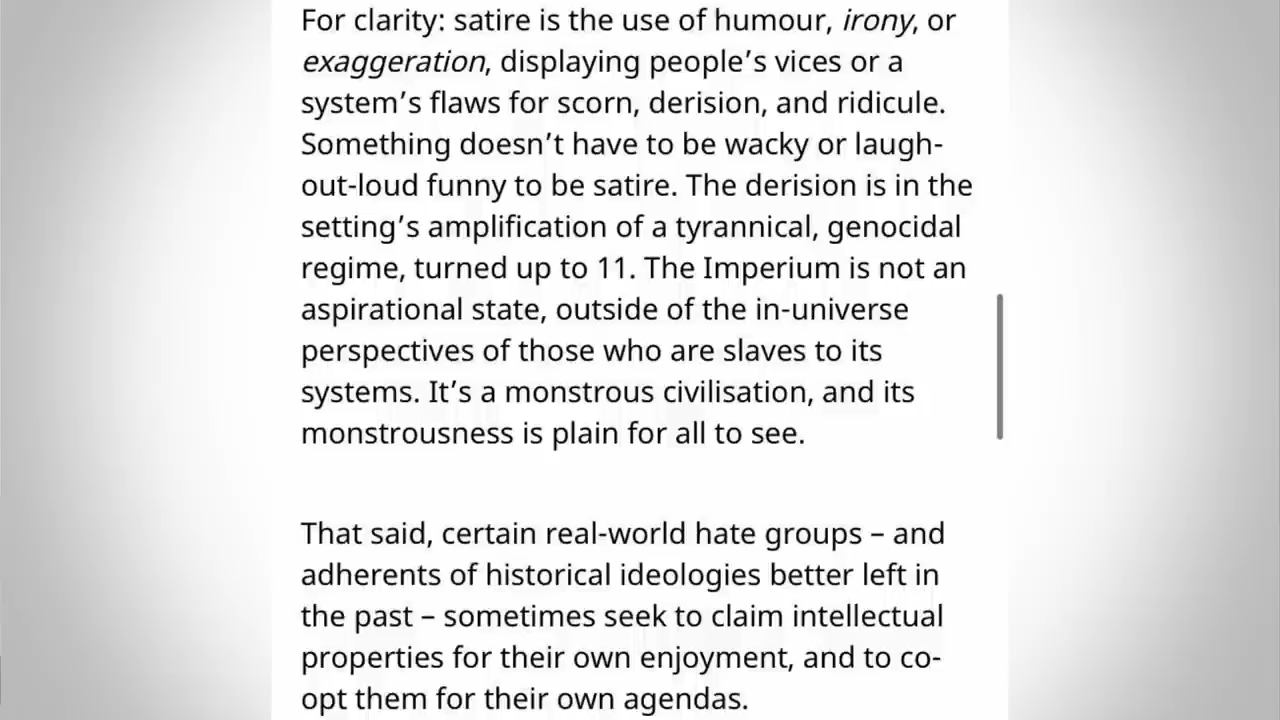 For clarity: satire is the use of humour, irony, or
exaggeration, displaying people’s vices or a
system’s flaws for scorn, derision, and ridicule.
Something doesn’t have to be wacky or laugh-
out-loud funny to be satire. The derision is in the
setting’s amplification of a tyrannical, genocidal
regime, turned up to 11. The Imperium is not an
aspirational state, outside of the in-universe
perspectives of those who are slaves to its
systems. It’s a monstrous civilisation, and its
monstrousness is plain for all to see.
That said, certain real-world hate groups – and
adherents of historical ideologies better left in
the past – sometimes seek to claim intellectual
properties for their own enjoyment, and to co-
opt them for their own agendas.